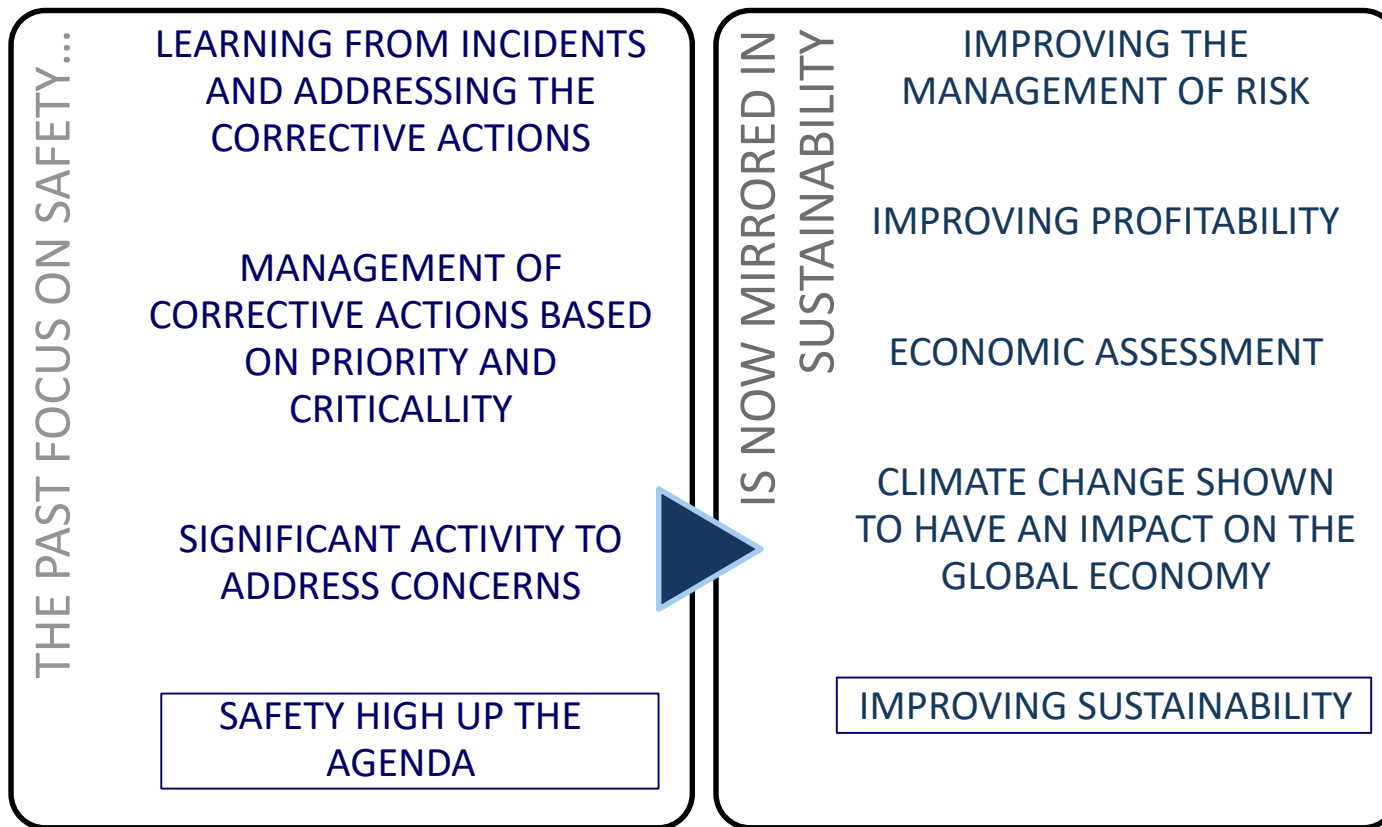 THE PAST FOCUS ON SAFETY...
LEARNING FROM INCIDENTS
AND ADDRESSING THE
CORRECTIVE ACTIONS
MANAGEMENT OF
CORRECTIVE ACTIONS BASED
ON PRIORITY AND
CRITICALLITY
SIGNIFICANT ACTIVITY TO
ADDRESS CONCERNS
SAFETY HIGH UP THE
AGENDA
IS NOW MIRRORED IN
SUSTAINABILITY
IMPROVING THE
MANAGEMENT OF RISK
IMPROVING PROFITABILITY
ECONOMIC ASSESSMENT
CLIMATE CHANGE SHOWN
TO HAVE AN IMPACT ON THE
GLOBAL ECONOMY
IMPROVING SUSTAINABILITY